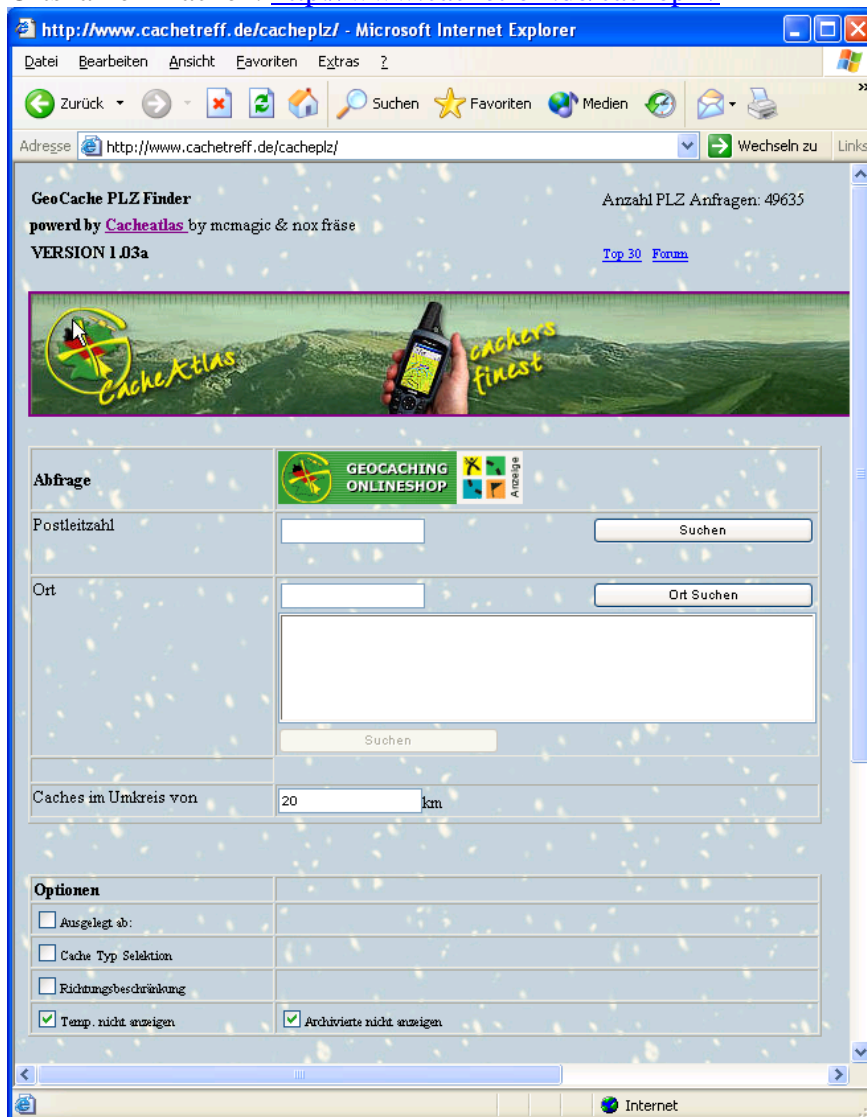 http://www.cachetreff.de/cacheplz/ - Microsoft Internet Explorer
Datei Bearbeiten Ansicht Favoriten Extras ?
Zurück Suchen Favoriten Medien »
Adresse http://www.cachetreff.de/cacheplz/ Wechseln zu Links
GeoCache PLZ Finder Anzahl PLZ Anfragen: 49635
powerd by Cacheatlas by mcmagic & nox fräse
VERSION 1.03a Top 30 Forum
CacheAtlas cachers finest
Abfrage GEOCACHING ONLINESHOP Anzeige
Postleitzahl Suchen
Ort Ort Suchen
Suchen
Caches im Umkreis von 20 km
Optionen
Ausgelegt ab:
Cache Typ Selektion
Richtungsbeschränkung
Temp. nicht anzeigen Archivierte nicht anzeigen
Internet